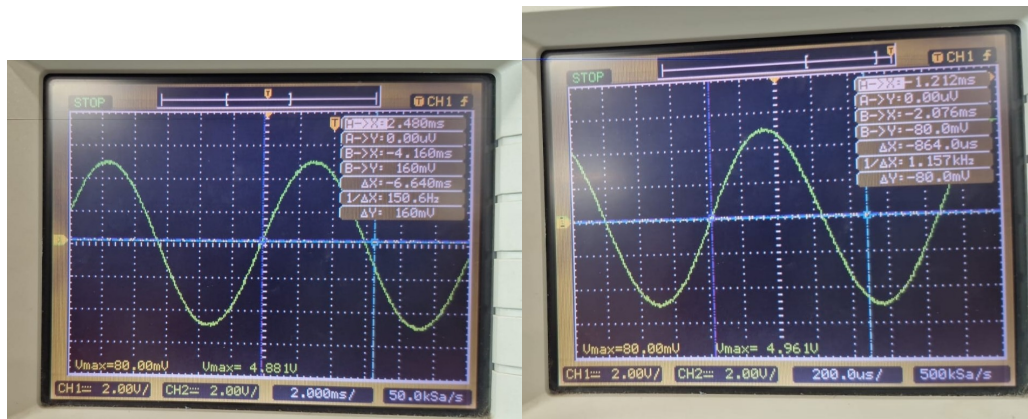 STOP
T
T CH1
T
A->X: 2.480ms
A->Y: 0.00uV
B->X: -4.160ms
B->Y: 160mV
ΔX: -6.640ms
1/ΔX: 150.6Hz
ΔY: 160mV
Vmax=80.00mV Vmax= 4.881V
CH1 2.00V/ CH2 2.00V/ 2.000ms/ 50.0kSa/s
STOP
T
T CH1
A->X: -1.212ms
A->Y: 0.00uV
B->X: -2.076ms
B->Y: -80.0mV
ΔX: -864.0us
1/ΔX: 1.157kHz
ΔY: -80.0mV
Vmax=80.00mV Vmax= 4.961V
CH1 2.00V/ CH2 2.00V/ 200.0us/ 500kSa/s